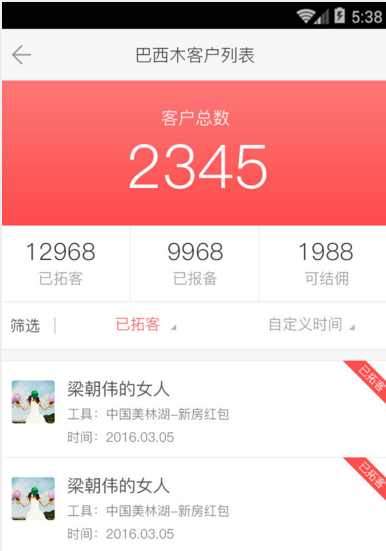 5:38
巴西木客户列表
客户总数
2345
12968 9968 1988
已拓客 已报备 可结佣
筛选 已拓客 自定义时间
已拓客
梁朝伟的女人
工具：中国美林湖-新房红包
时间：2016.03.05
已拓客
梁朝伟的女人
工具：中国美林湖-新房红包
时间：2016.03.05